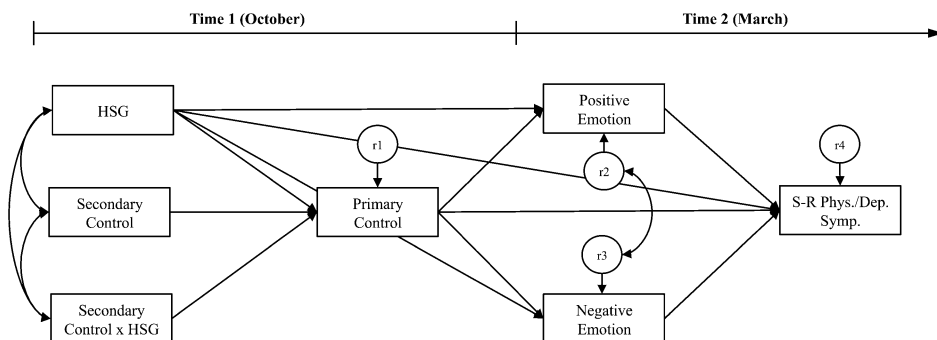 Time 1 (October)
Time 2 (March)
HSG
Positive
Emotion
r1
r4
r2
Secondary
Control
Primary
Control
S-R Phys./Dep.
Symp.
r3
Secondary
Control x HSG
Negative
Emotion